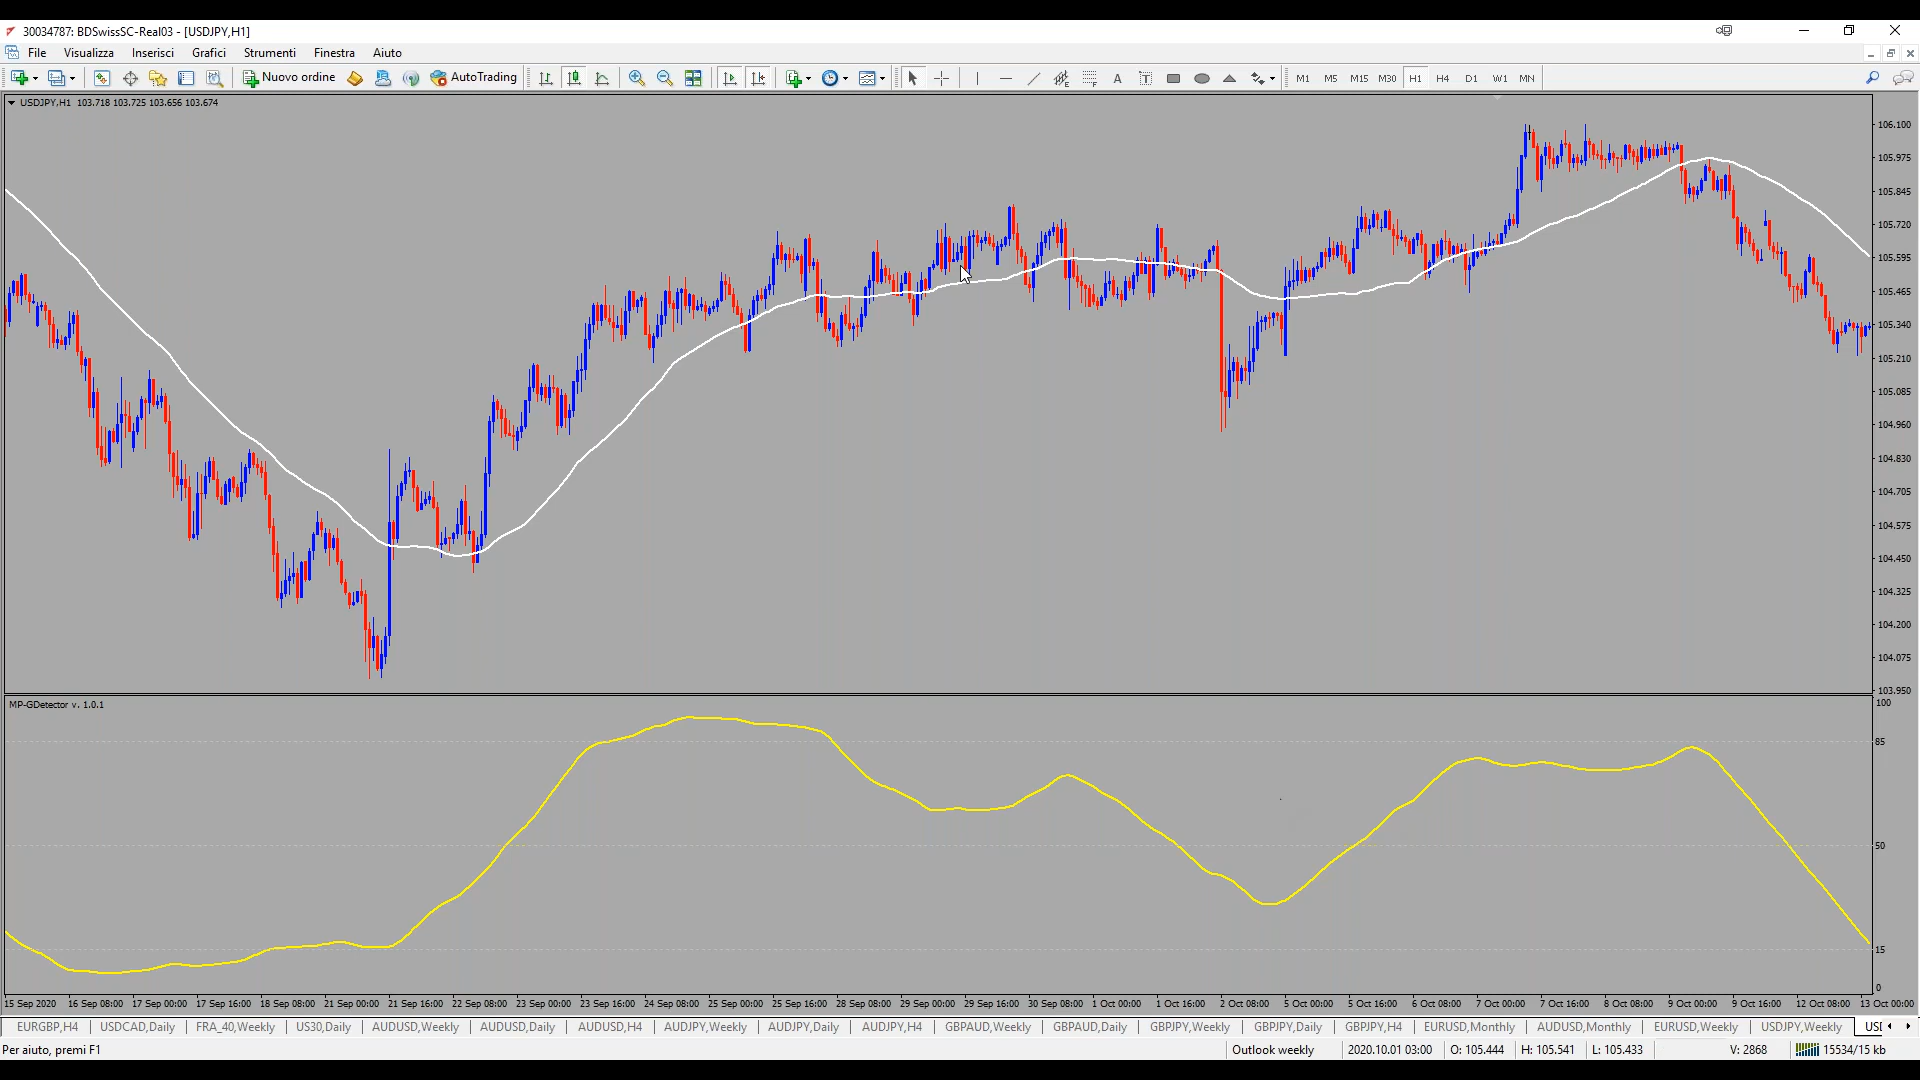 30034787: BDSwissSC-Real03 - [USDJPY,H1]
File Visualizza Inserisci Grafici Strumenti Finestra Aiuto
Nuovo ordine AutoTrading A T M1 M5 M15 M30 H1 H4 D1 W1 MN
USDJPY,H1 103.718 103.725 103.656 103.674
106.100
105.975
105.845
105.720
105.595
105.465
105.340
105.210
105.085
104.960
104.830
104.705
104.575
104.450
104.325
104.200
104.075
103.950
MP-GDetector v. 1.0.1
100
85
50
15
0
15 Sep 2020 16 Sep 08:00 17 Sep 00:00 17 Sep 16:00 18 Sep 08:00 21 Sep 00:00 21 Sep 16:00 22 Sep 08:00 23 Sep 00:00 23 Sep 16:00 24 Sep 08:00 25 Sep 00:00 25 Sep 16:00 28 Sep 08:00 29 Sep 00:00 29 Sep 16:00 30 Sep 08:00 1 Oct 00:00 1 Oct 16:00 2 Oct 08:00 5 Oct 00:00 5 Oct 16:00 6 Oct 08:00 7 Oct 00:00 7 Oct 16:00 8 Oct 08:00 9 Oct 00:00 9 Oct 16:00 12 Oct 08:00 13 Oct 00:00
EURGBP,H4 USDCAD,Daily FRA_40,Weekly US30,Daily AUDUSD,Weekly AUDUSD,Daily AUDUSD,H4 AUDJPY,Weekly AUDJPY,Daily AUDJPY,H4 GBPAUD,Weekly GBPAUD,Daily GBPJPY,Weekly GBPJPY,Daily GBPJPY,H4 EURUSD,Monthly AUDUSD,Monthly EURUSD,Weekly USDJPY,Weekly
Per aiuto, premi F1 Outlook weekly 2020.10.01 03:00 O: 105.444 H: 105.541 L: 105.433 V: 2868 15534/15 kb